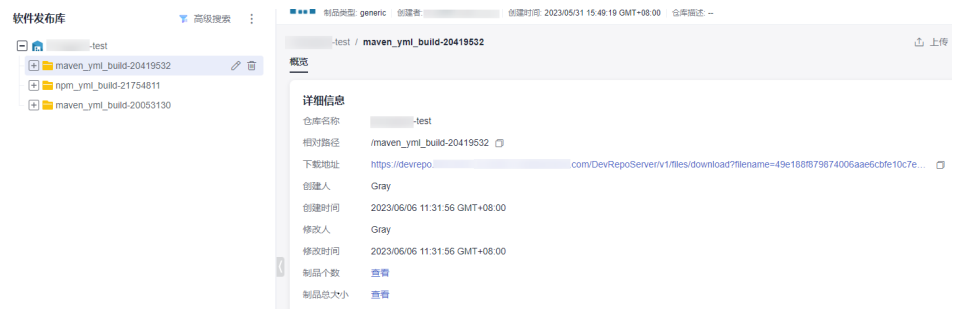 软件发布库
高级搜索
-test
maven_yml_build-20419532
npm_yml_build-21754811
maven_yml_build-20053130
制品类型: generic 创建者: 创建时间: 2023/05/31 15:49:19 GMT+08:00 仓库描述: --
-test / maven_yml_build-20419532
上传
概览
详细信息
仓库名称 -test
相对路径 /maven_yml_build-20419532
下载地址 https://devrepo. com/DevRepoServer/v1/files/download?filename=49e188f879874006aae6cbfe10c7e...
创建人 Gray
创建时间 2023/06/06 11:31:56 GMT+08:00
修改人 Gray
修改时间 2023/06/06 11:31:56 GMT+08:00
制品个数 查看
制品总大小 查看